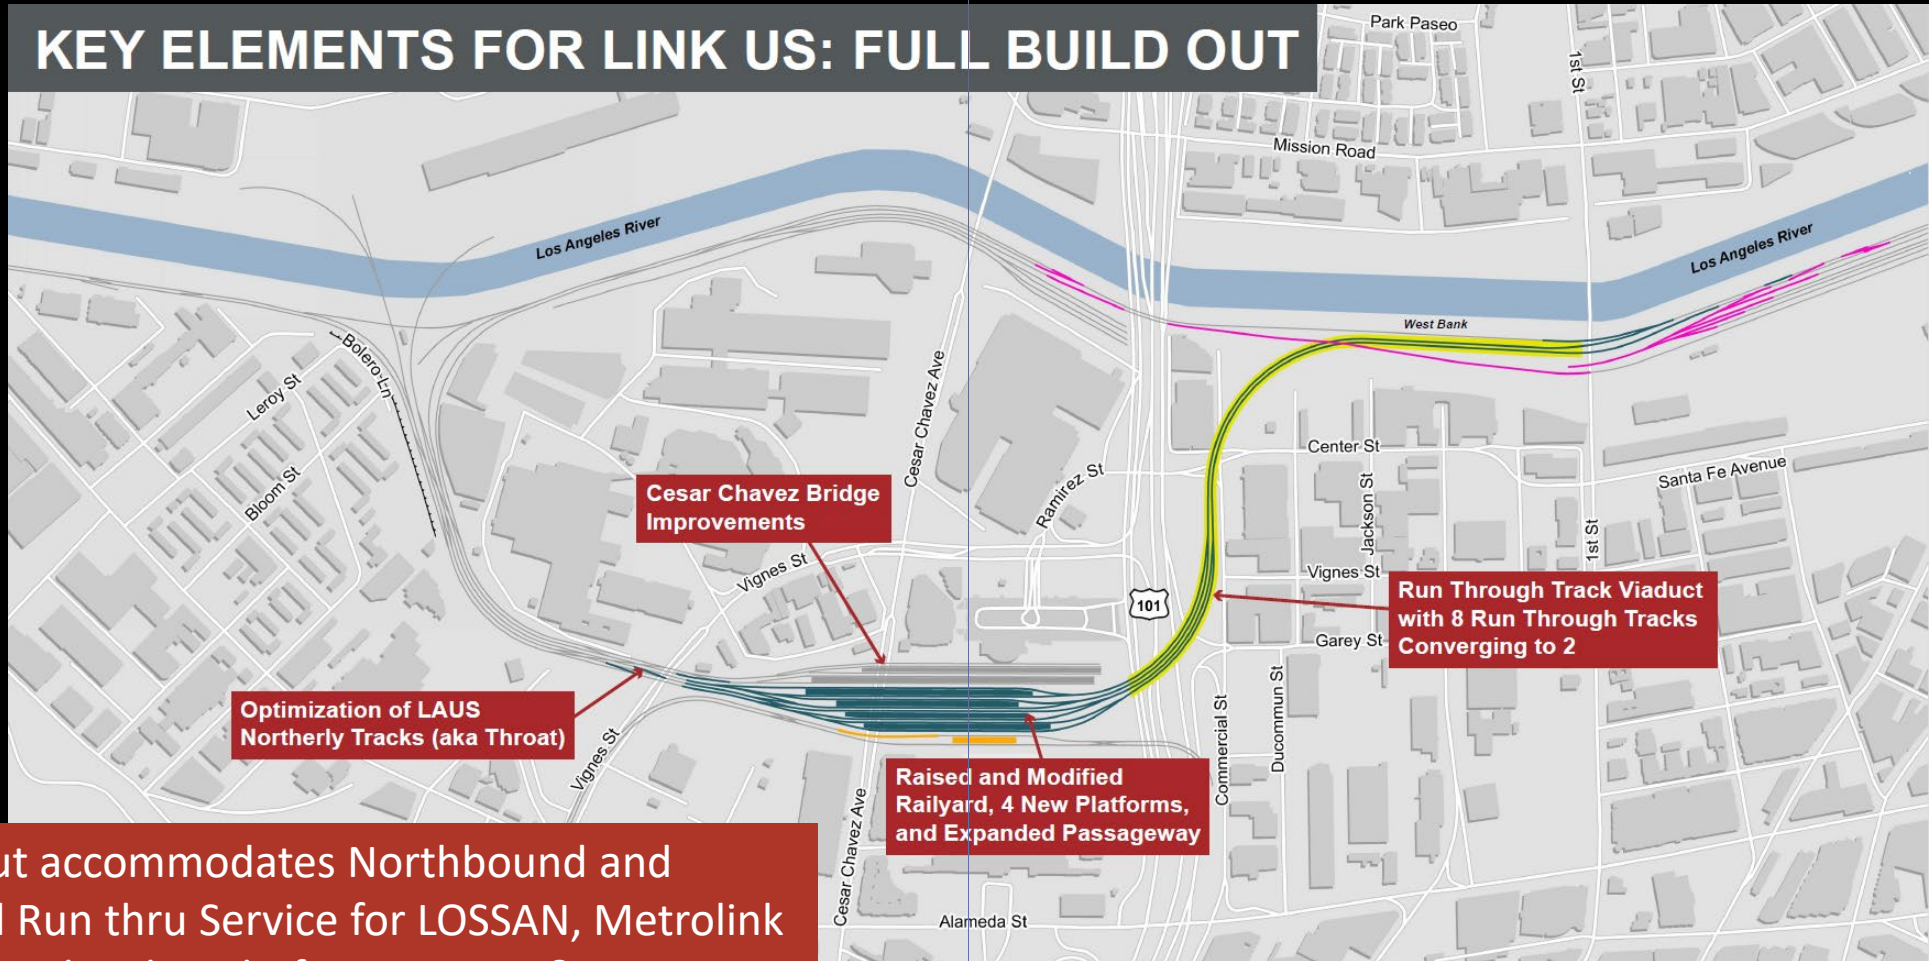 KEY ELEMENTS FOR LINK US: FULL BUILD OUT
Park Paseo
1st St
Mission Road
Los Angeles River
Los Angeles River
West Bank
Bolero Ln
Leroy St
Bloom St
Cesar Chavez Ave
Ramirez St
Center St
Jackson St
Santa Fe Avenue
1st St
Cesar Chavez Bridge
Improvements
Vignes St
Vignes St
101
Run Through Track Viaduct
with 8 Run Through Tracks
Converging to 2
Garey St
Ducommun St
Commercial St
Optimization of LAUS
Northerly Tracks (aka Throat)
Vignes St
Raised and Modified
Railyard, 4 New Platforms,
and Expanded Passageway
Cesar Chavez Ave
Alameda St
ut accommodates Northbound and
Run thru Service for LOSSAN, Metrolink